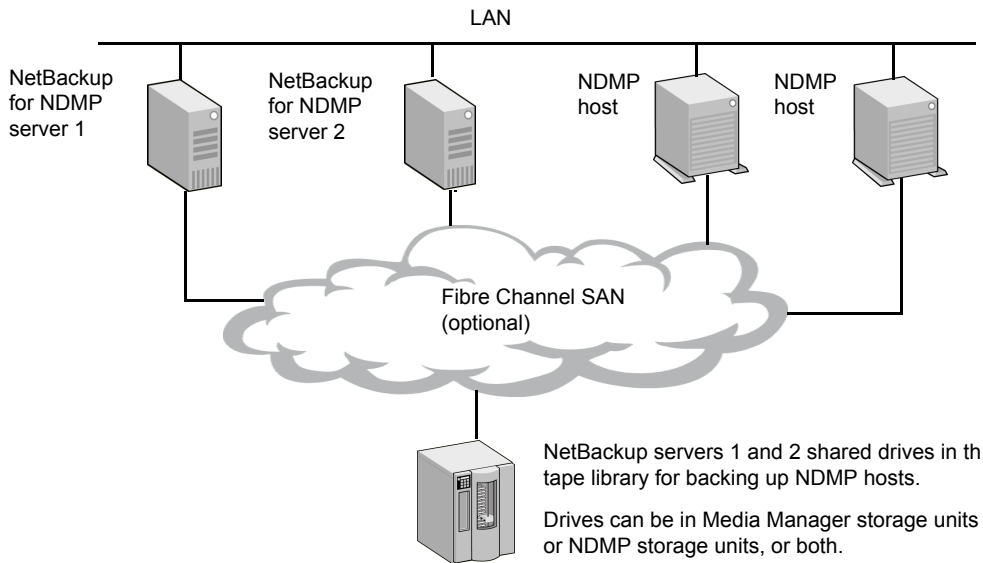 LAN
NetBackup
for NDMP
server 1
NetBackup
for NDMP
server 2
NDMP
host
NDMP
host
Fibre Channel SAN
(optional)
NetBackup servers 1 and 2 shared drives in th
tape library for backing up NDMP hosts.
Drives can be in Media Manager storage units
or NDMP storage units, or both.